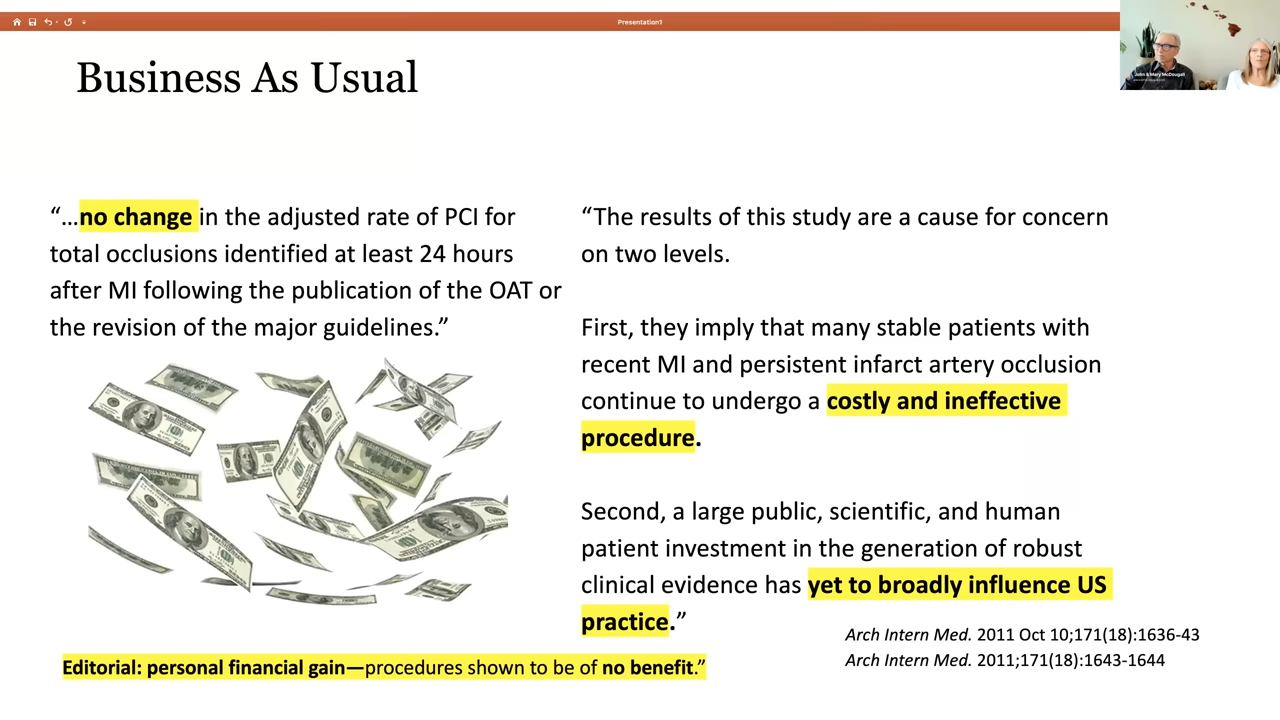 Presentation1
John & Mary McDougall
Business As Usual
“…no change in the adjusted rate of PCI for
total occlusions identified at least 24 hours
after MI following the publication of the OAT or
the revision of the major guidelines.”
“The results of this study are a cause for concern
on two levels.
First, they imply that many stable patients with
recent MI and persistent infarct artery occlusion
continue to undergo a costly and ineffective
procedure.
Second, a large public, scientific, and human
patient investment in the generation of robust
clinical evidence has yet to broadly influence US
practice.”
Arch Intern Med. 2011 Oct 10;171(18):1636-43
Arch Intern Med. 2011;171(18):1643-1644
Editorial: personal financial gain—procedures shown to be of no benefit.”